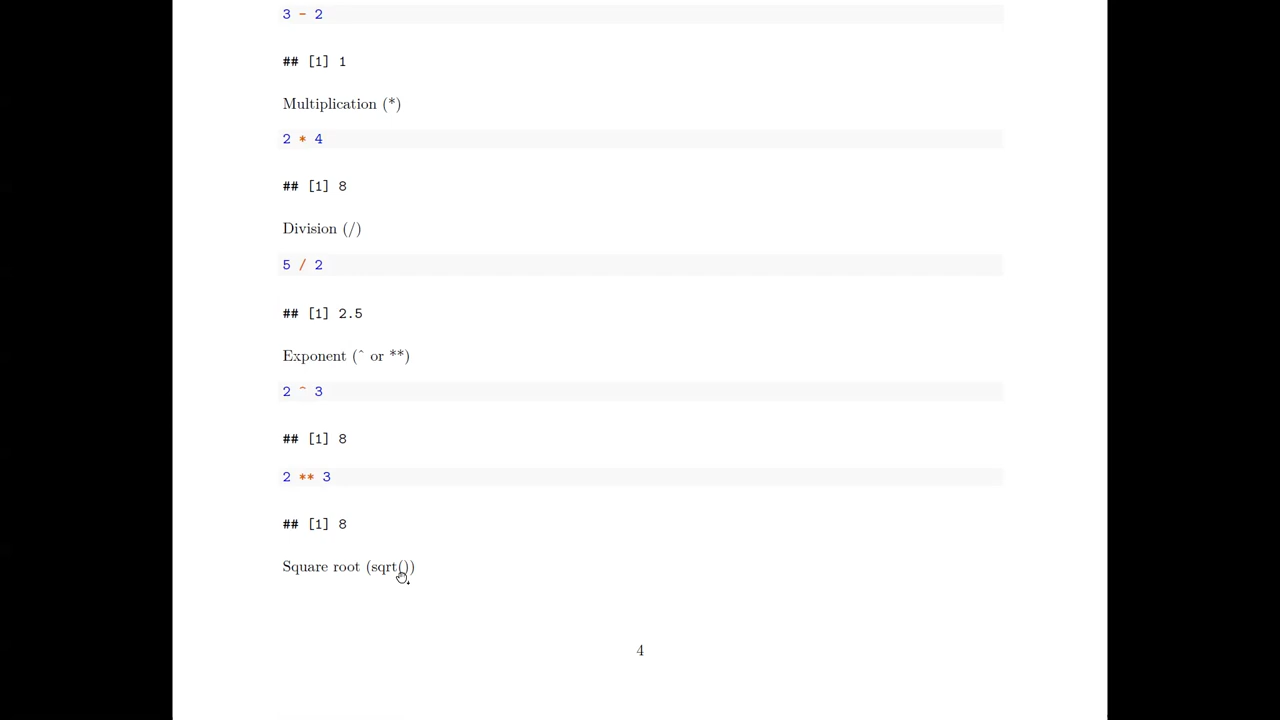 3 - 2
## [1] 1
Multiplication (*)
2 * 4
## [1] 8
Division (/)
5 / 2
## [1] 2.5
Exponent (^ or **)
2 ^ 3
## [1] 8
2 ** 3
## [1] 8
Square root (sqrt())
4